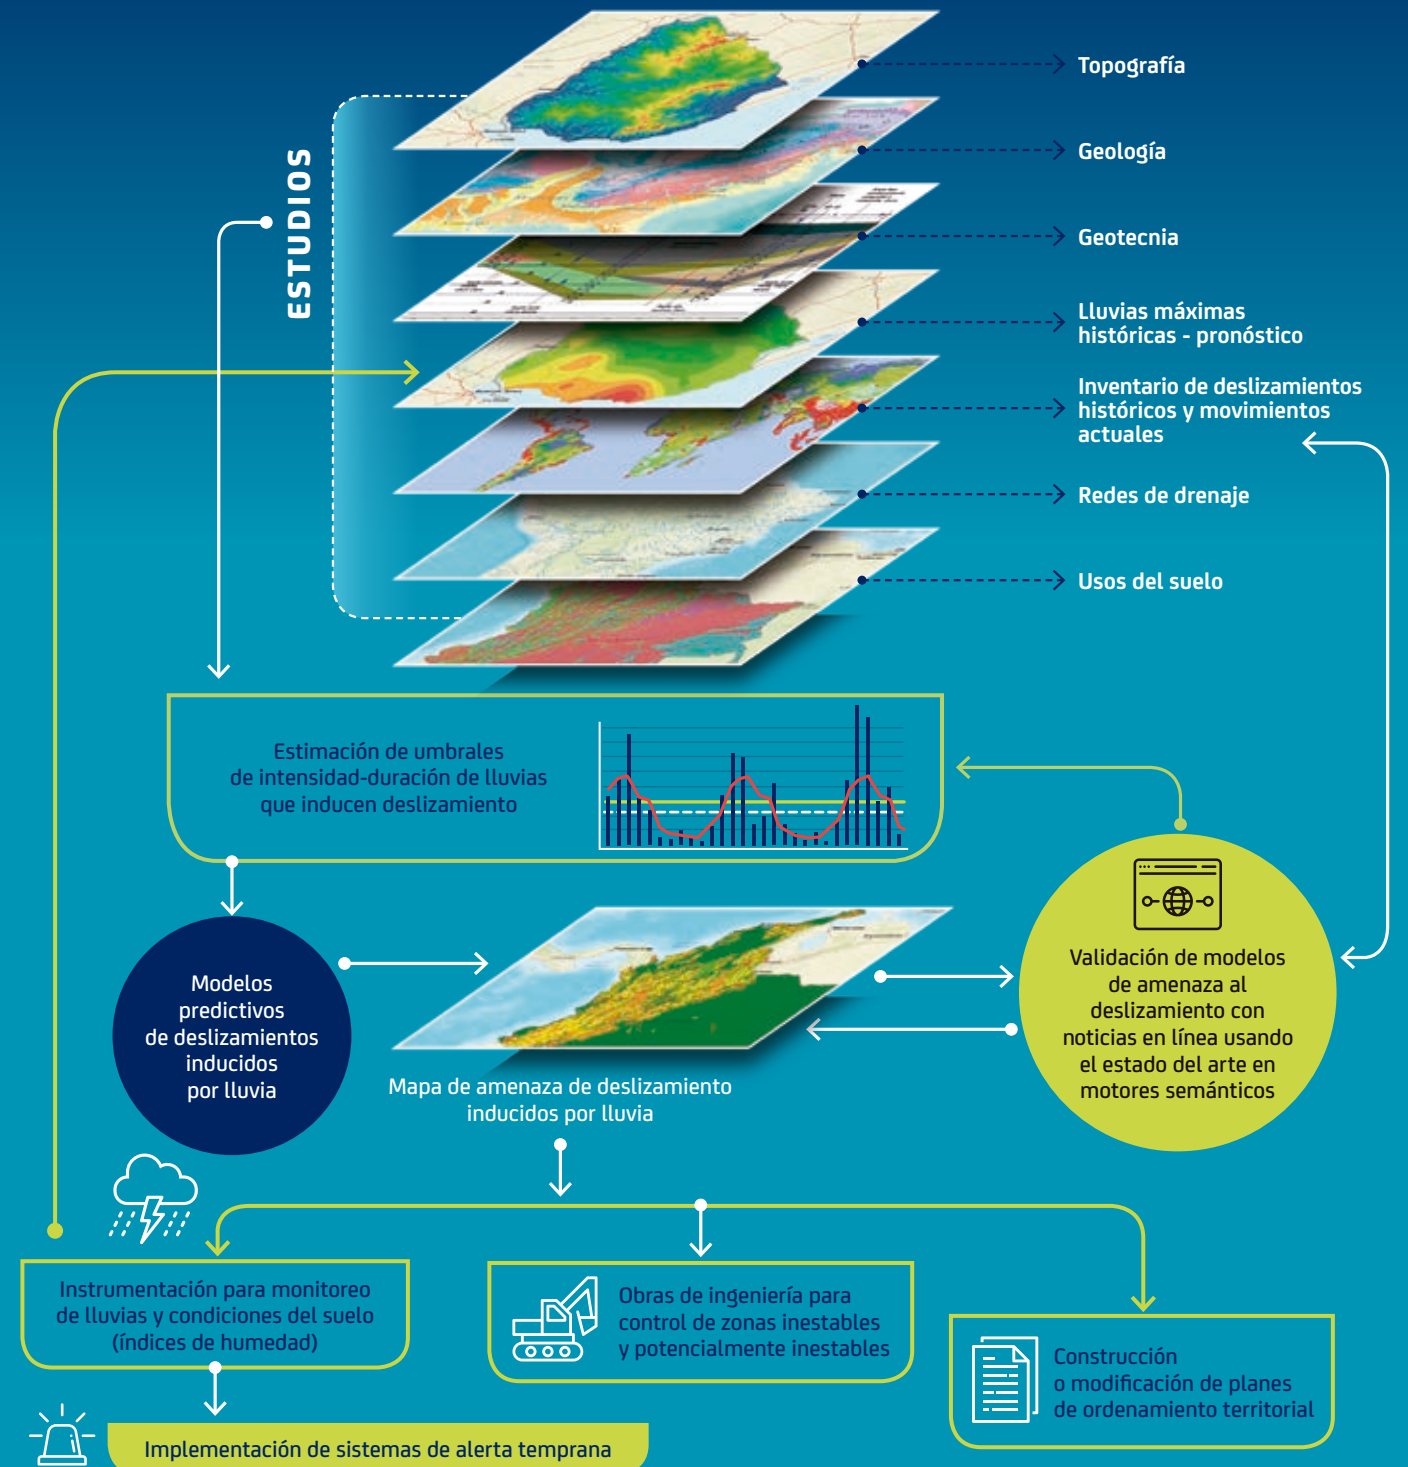 Topografía
Geología
ESTUDIOS
Geotecnia
Lluvias máximas
históricas - pronóstico
Inventario de deslizamientos
históricos y movimientos
actuales
Redes de drenaje
Usos del suelo
Estimación de umbrales
de intensidad-duración de lluvias
que inducen deslizamiento
Modelos
predictivos
de deslizamientos
inducidos
por lluvia
Mapa de amenaza de deslizamiento
inducidos por lluvia
Validación de modelos
de amenaza al
deslizamiento con
noticias en línea usando
el estado del arte en
motores semánticos
Instrumentación para monitoreo
de lluvias y condiciones del suelo
(índices de humedad)
Obras de ingeniería para
control de zonas inestables
y potencialmente inestables
Construcción
o modificación de planes
de ordenamiento territorial
Implementación de sistemas de alerta temprana